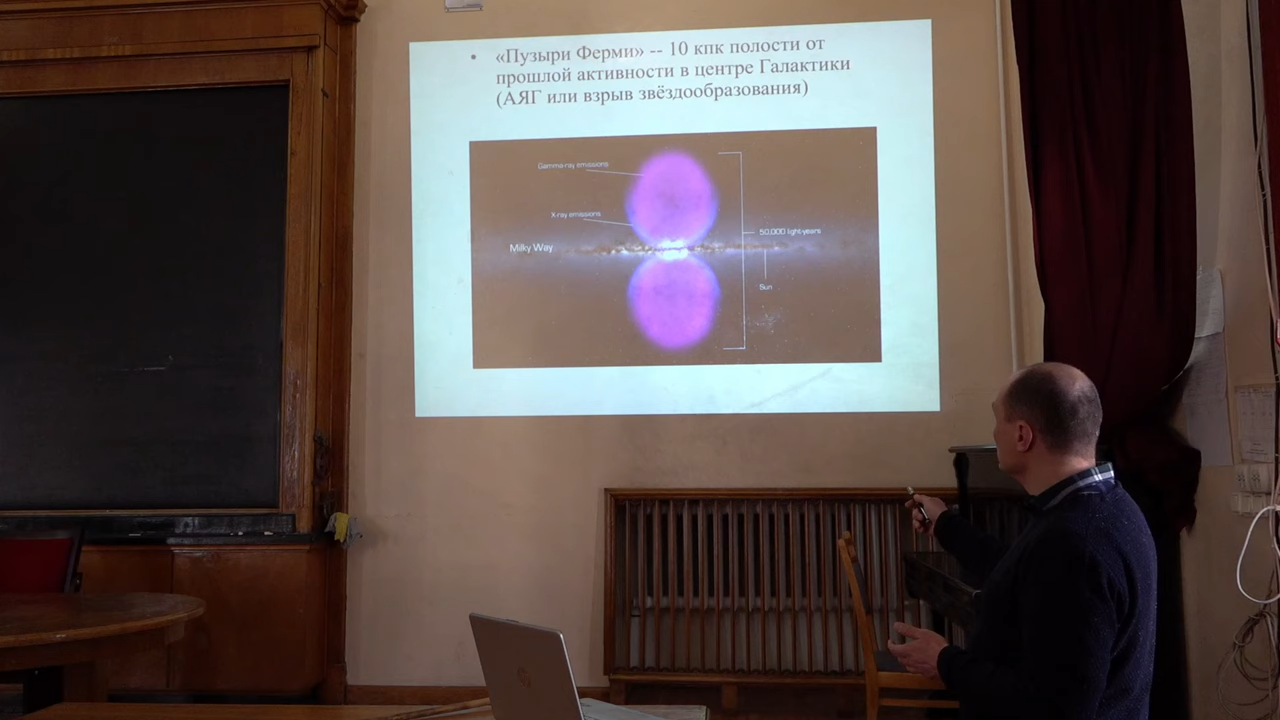 • «Пузыри Ферми» -- 10 кпк полости от
прошлой активности в центре Галактики
(АЯГ или взрыв звёздообразования)
Gamma-ray emissions
X-ray emissions
Milky Way
50,000 light-years
Sun
hp